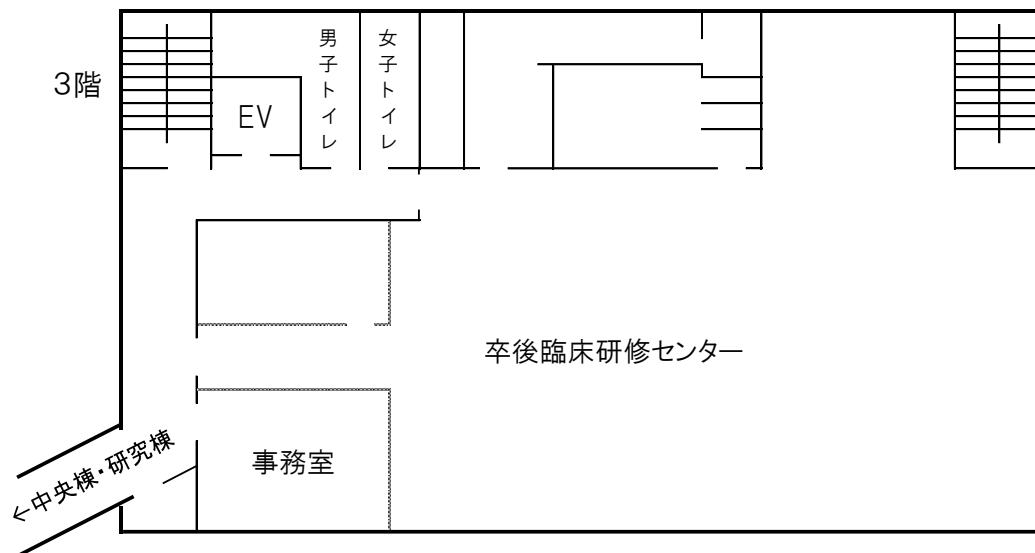 3階
EV
男子トイレ
女子トイレ
卒後臨床研修センター
事務室
←中央棟・研究棟